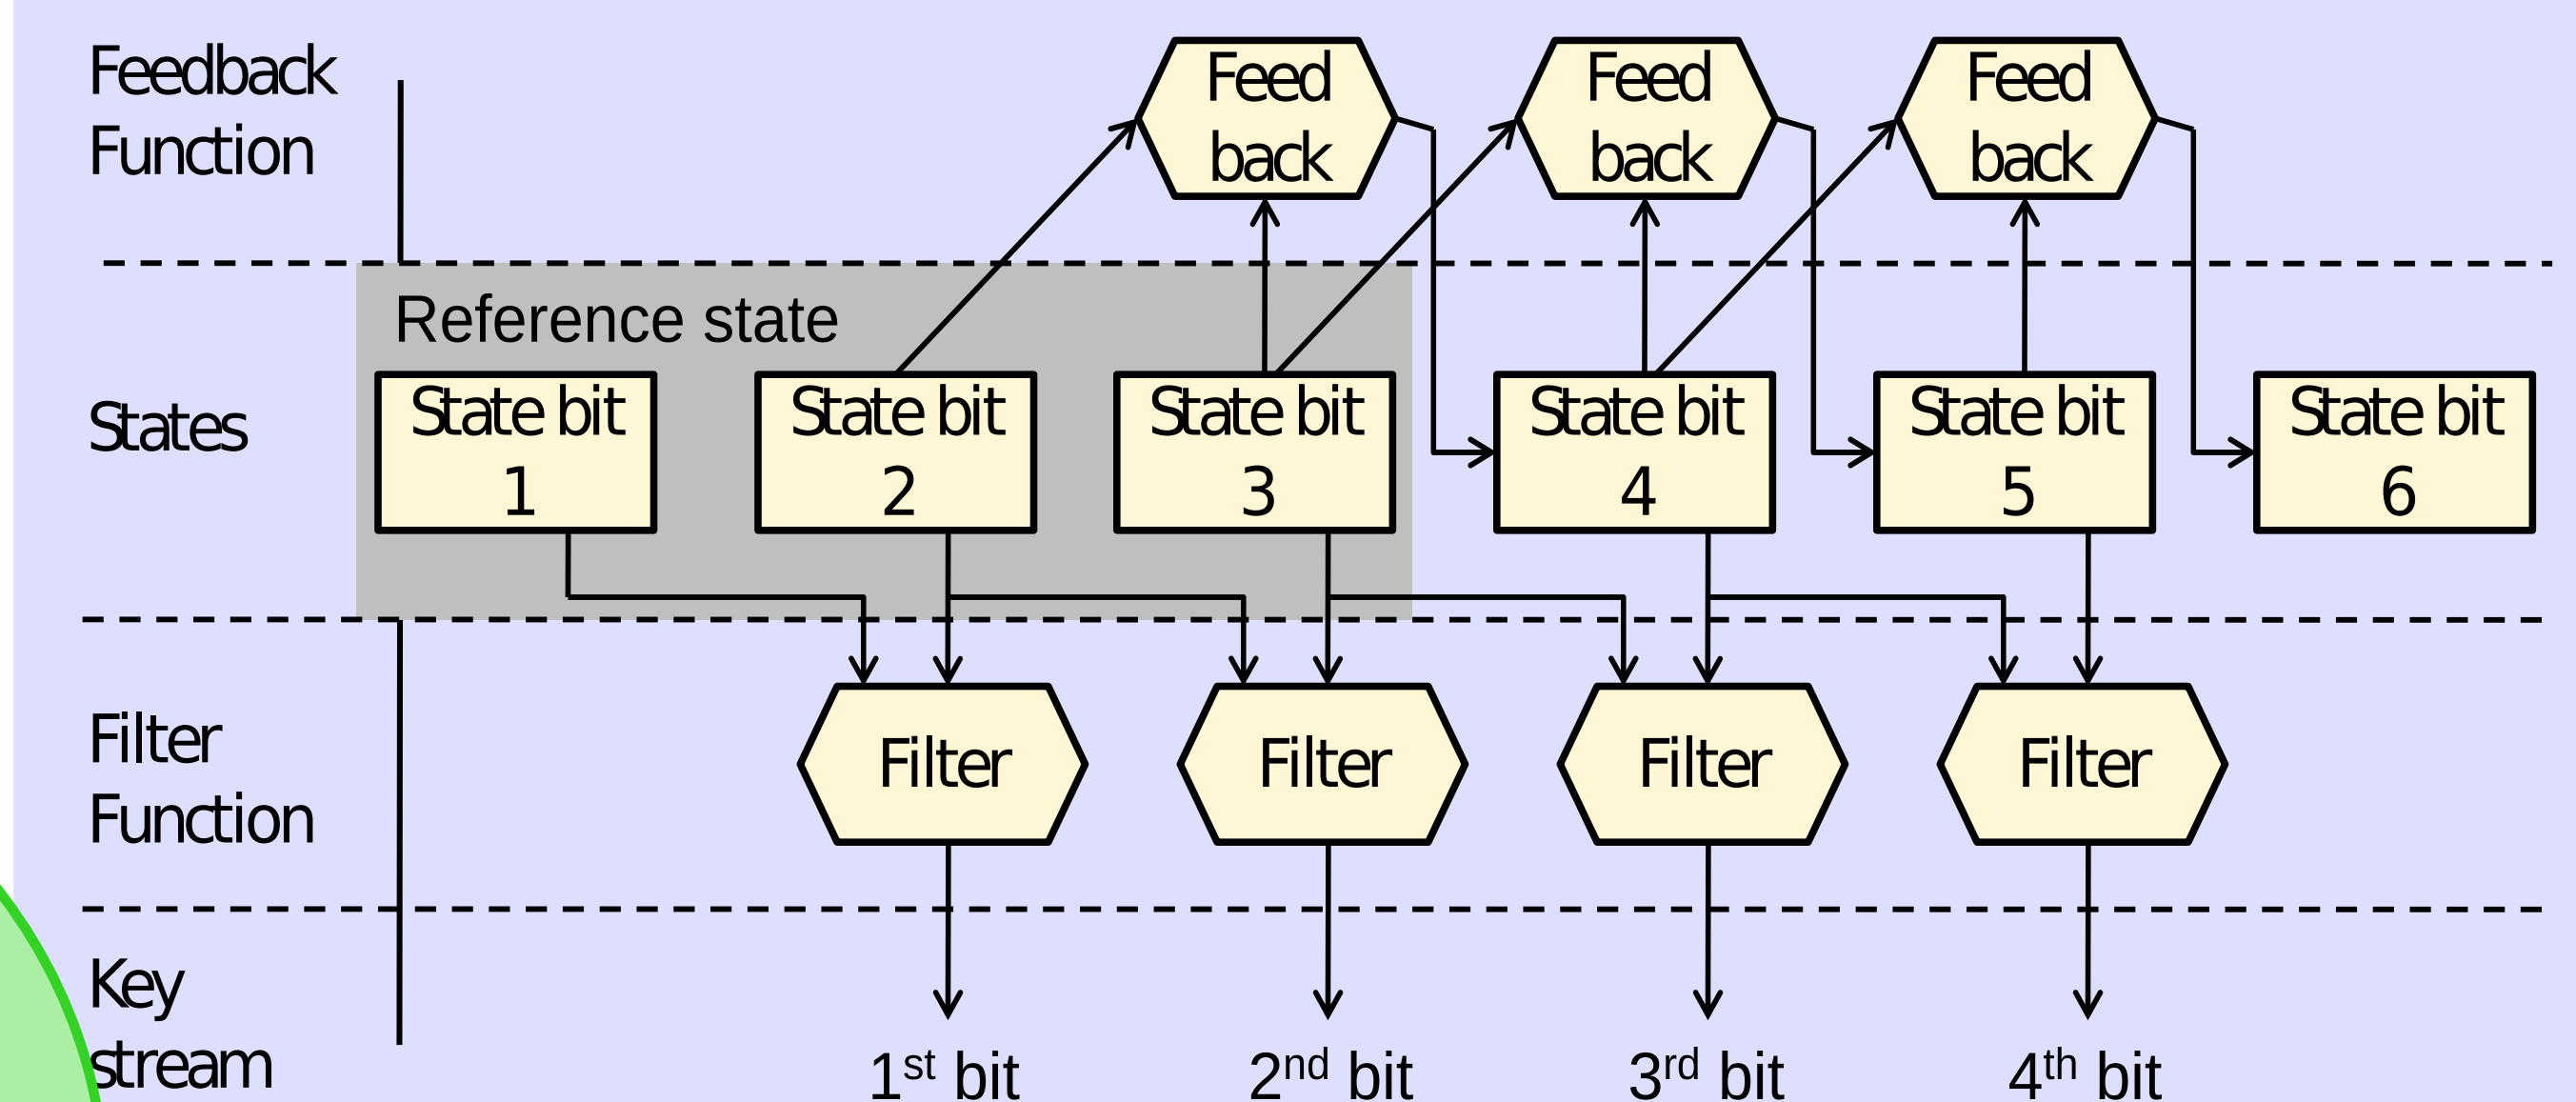 Feedback
Function
Feed
back
Feed
back
Feed
back
Reference state
States
State bit
1
State bit
2
State bit
3
State bit
4
State bit
5
State bit
6
Filter
Function
Filter
Filter
Filter
Filter
Key
stream
1st bit
2nd bit
3rd bit
4th bit